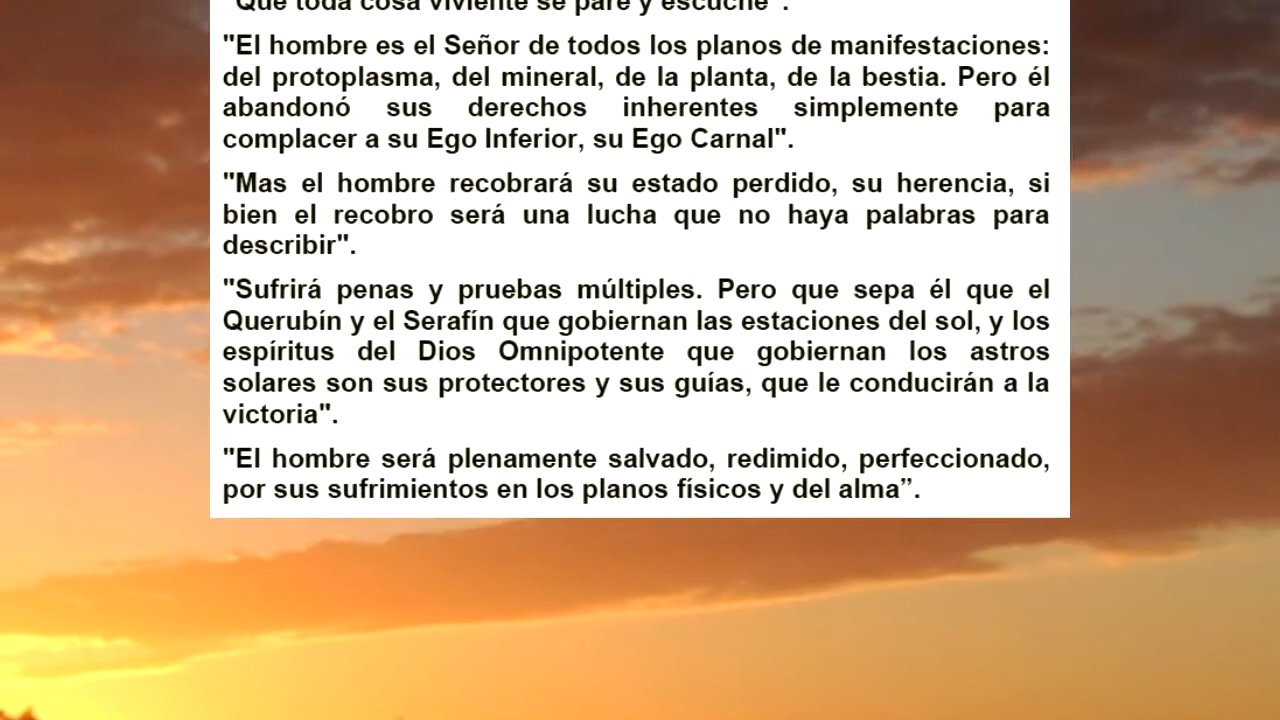 "Que toda cosa viviente se pare y escuche".
"El hombre es el Señor de todos los planos de manifestaciones:
del protoplasma, del mineral, de la planta, de la bestia. Pero él
abandonó sus derechos inherentes simplemente para
complacer a su Ego Inferior, su Ego Carnal".
"Mas el hombre recobrará su estado perdido, su herencia, si
bien el recobro será una lucha que no haya palabras para
describir".
"Sufrirá penas y pruebas múltiples. Pero que sepa él que el
Querubín y el Serafín que gobiernan las estaciones del sol, y los
espíritus del Dios Omnipotente que gobiernan los astros
solares son sus protectores y sus guías, que le conducirán a la
victoria".
"El hombre será plenamente salvado, redimido, perfeccionado,
por sus sufrimientos en los planos físicos y del alma”.